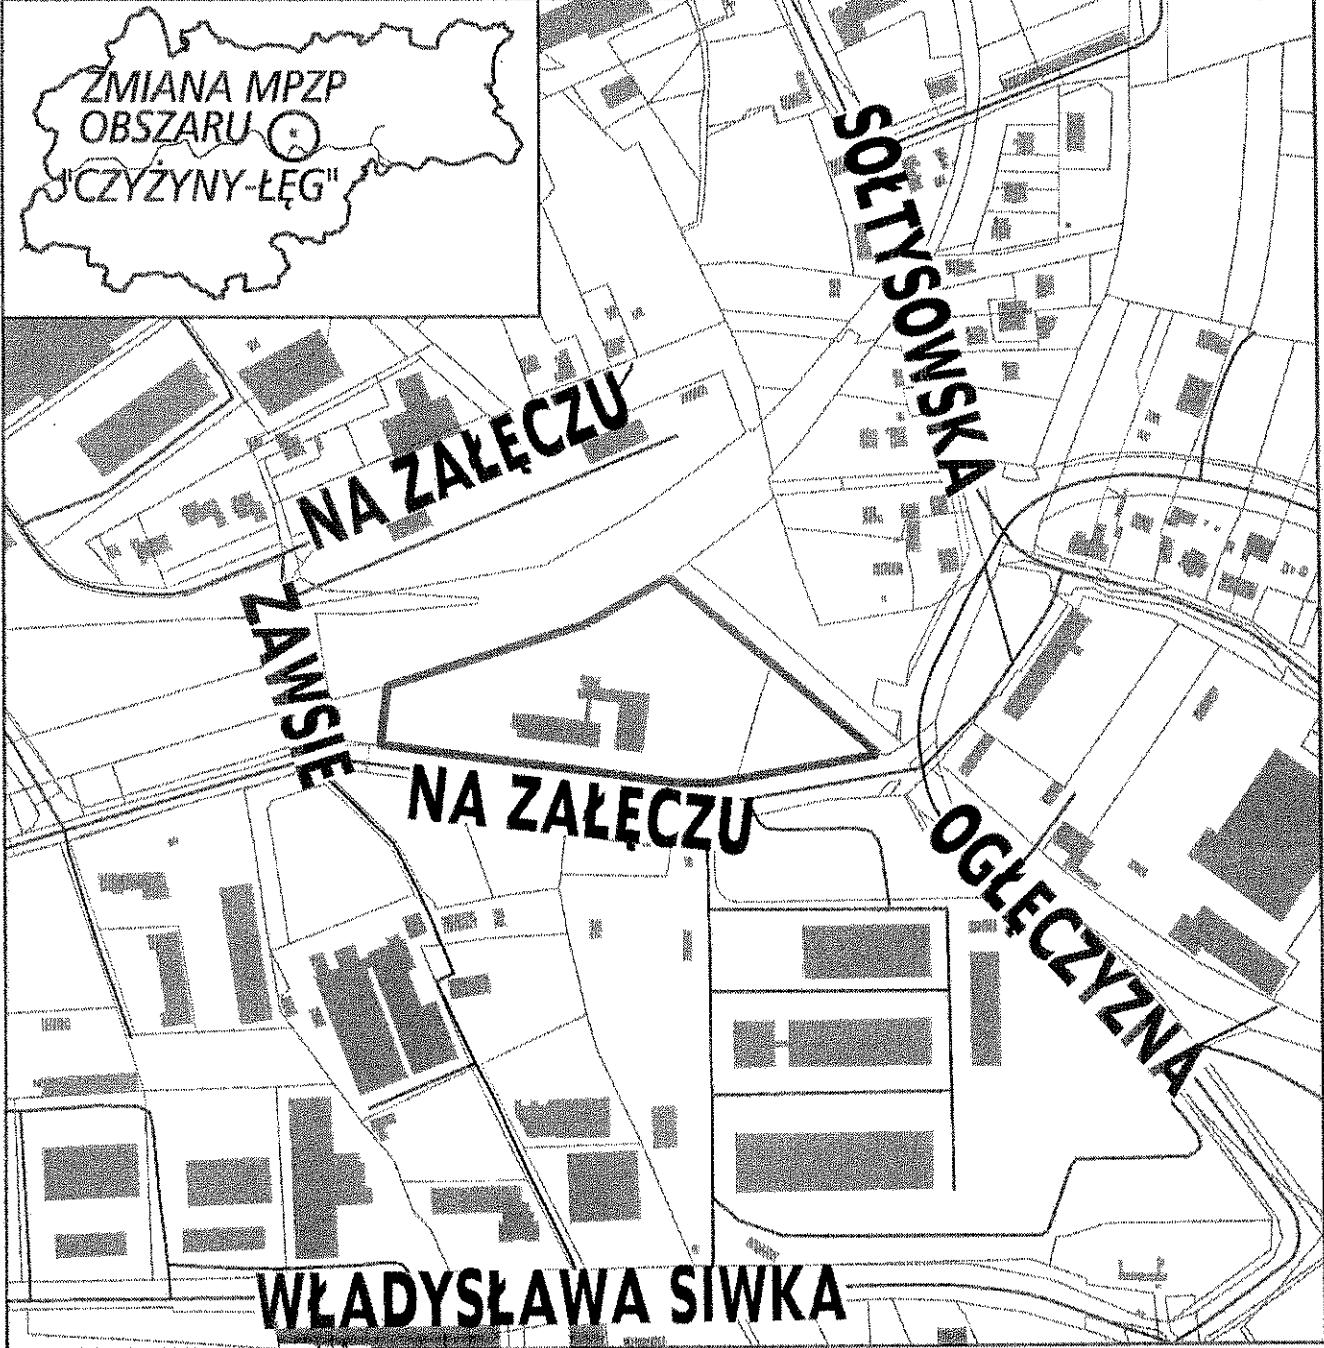 ZMIANA MPZP
OBSZARU
"CZYŻYNY-ŁĘG"
SOŁTYSOWSKA
NA ZAŁĘCZU
ZAWSIE
NA ZAŁĘCZU
OGŁĘCZYZNA
WŁADYSŁAWA SIWKA